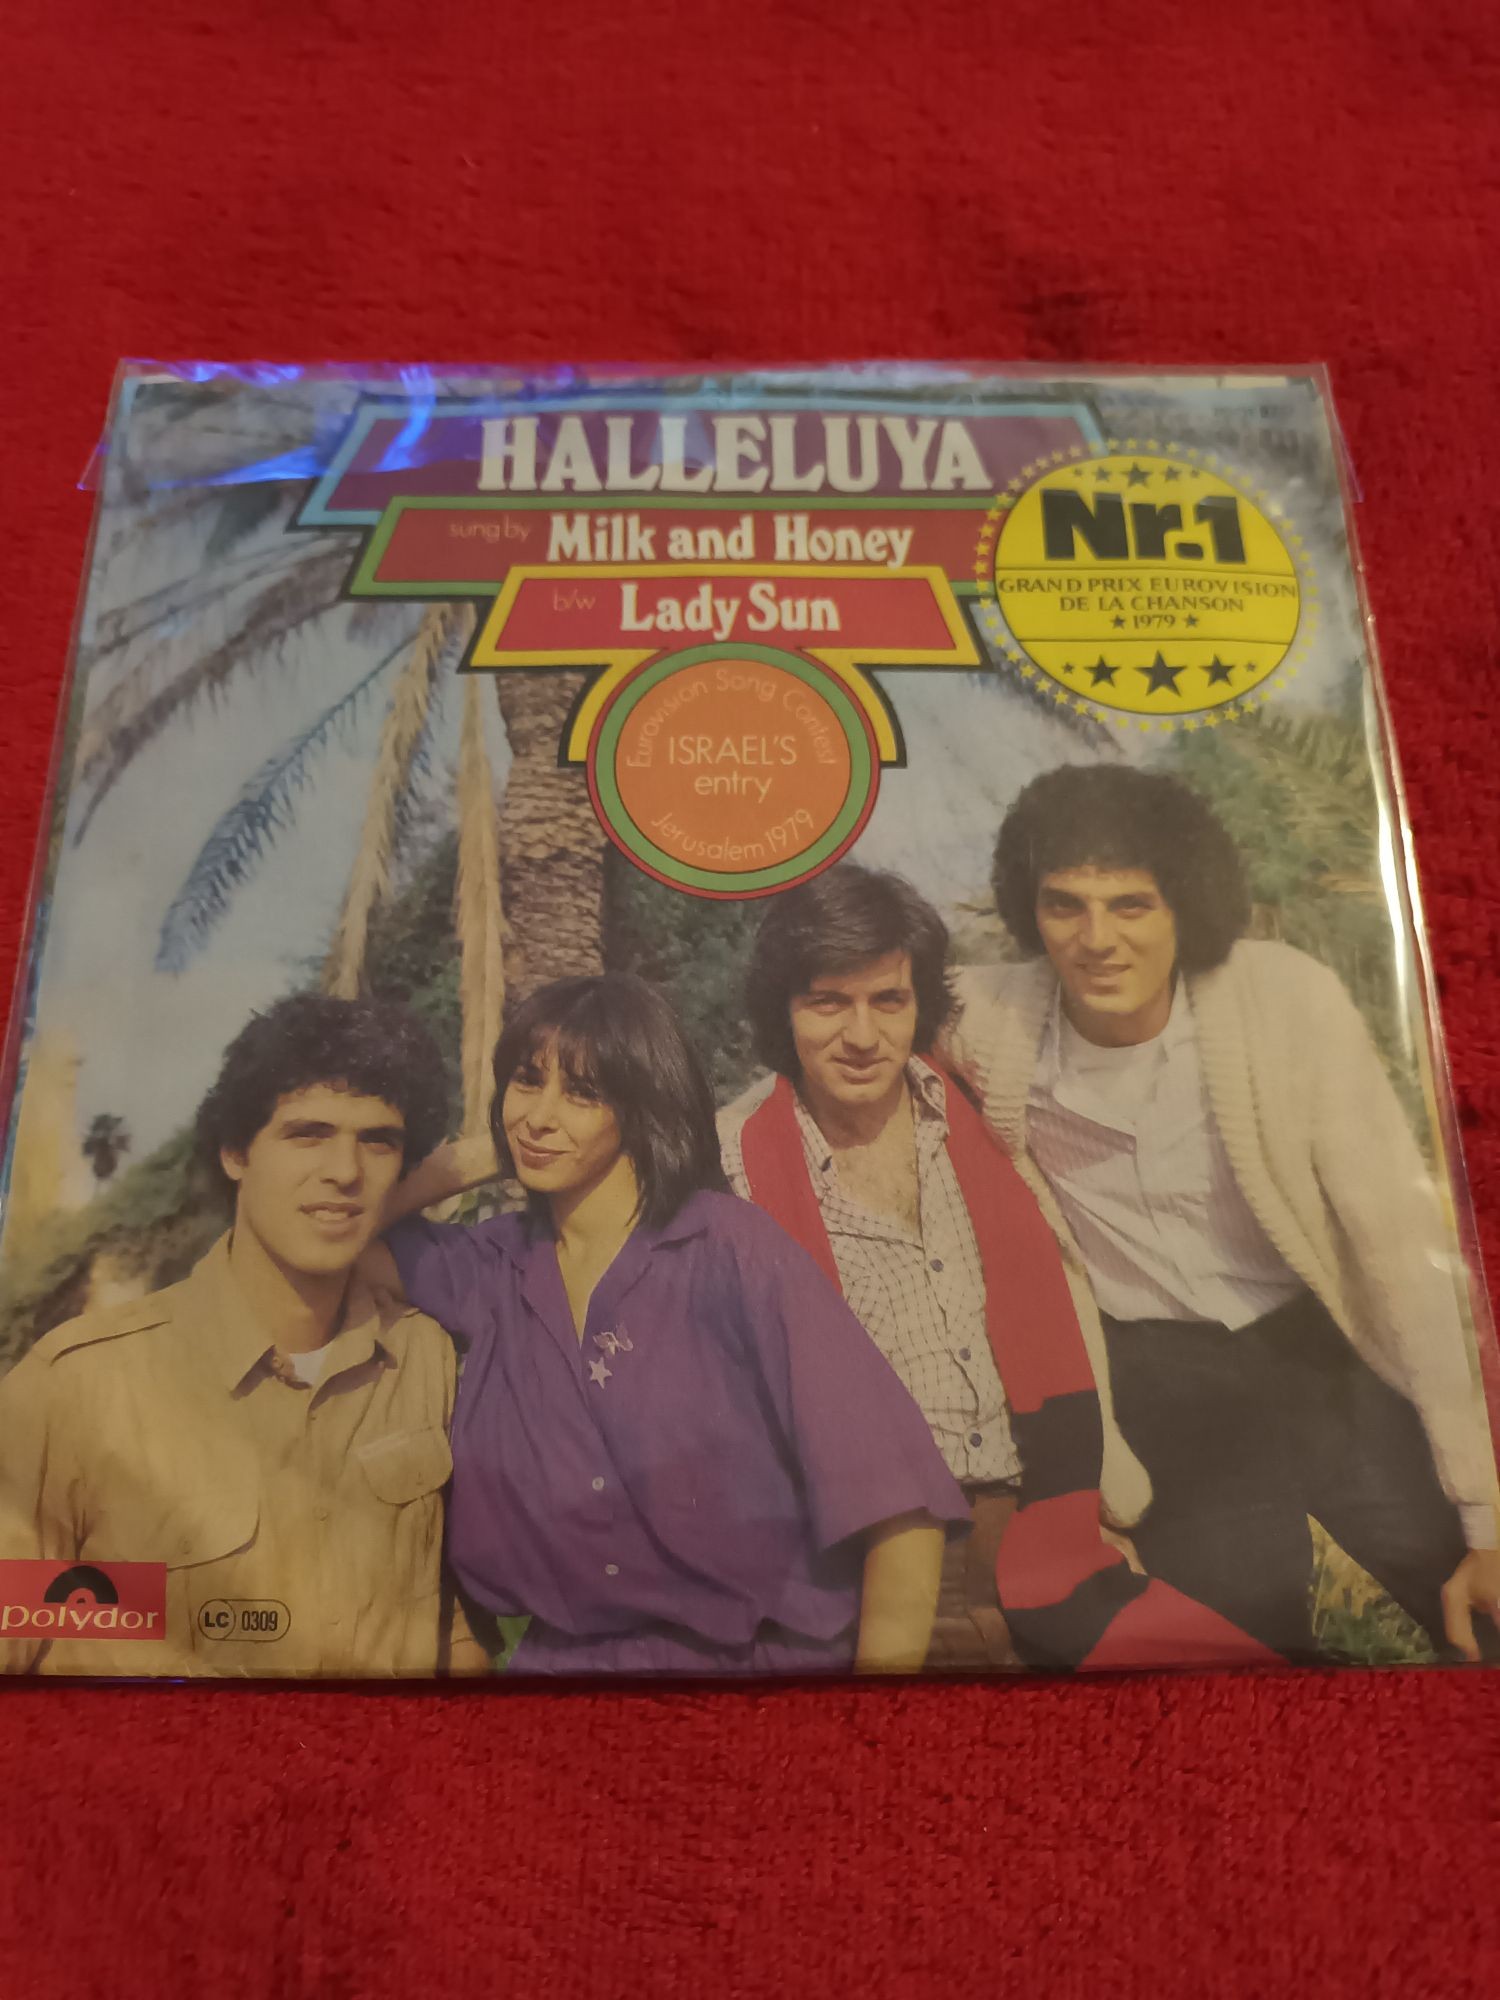 HALLELUYA
sung by Milk and Honey
b/w Lady Sun
Nr.1
GRAND PRIX EUROVISION
DE LA CHANSON
★ 1979 ★
Eurovision Song Contest
ISRAEL'S
entry
Jerusalem 1979
polydor
LC 0309